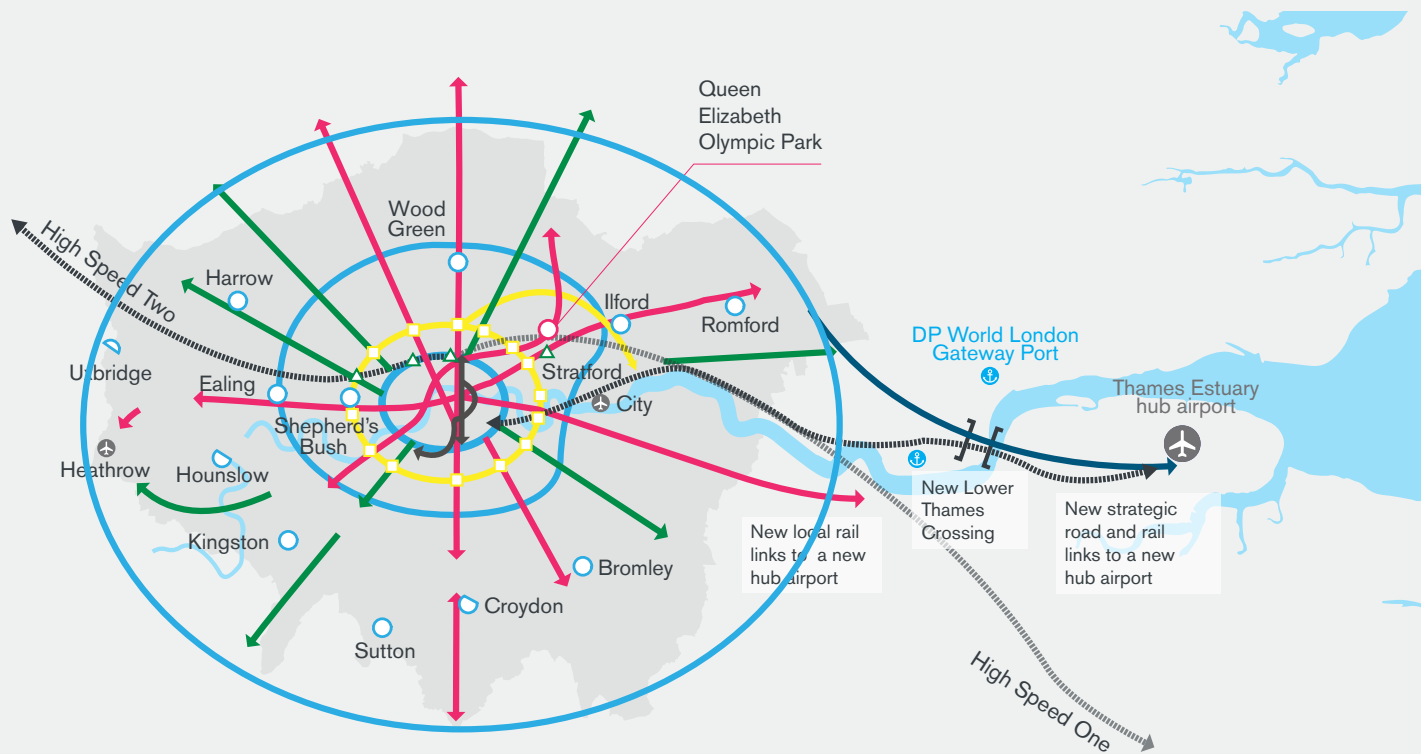 Queen
Elizabeth
Olympic Park
Wood
Green
High Speed Two
Harrow
Ilford
Romford
DP World London
Gateway Port
Uxbridge
Ealing
Stratford
Thames Estuary
hub airport
City
Shepherd's
Bush
Heathrow
Hounslow
New Lower
Thames
Crossing
New strategic
road and rail
links to a new
hub airport
New local rail
links to a new
hub airport
Kingston
Bromley
Croydon
Sutton
High Speed One